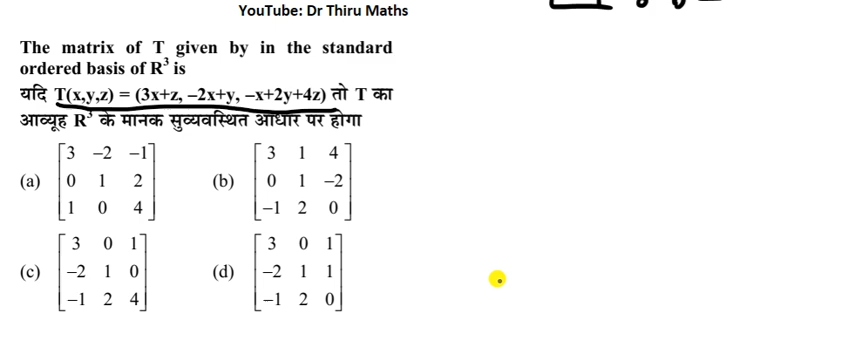 YouTube: Dr Thiru Maths
The matrix of T given by in the standard
ordered basis of R³ is
यदि T(x,y,z) = (3x+z, –2x+y, –x+2y+4z) तो T का
आव्यूह R³ के मानक सुव्यवस्थित आधार पर होगा
(a) [3 –2 –1
0 1 2
1 0 4]
(b) [3 1 4
0 1 –2
–1 2 0]
(c) [3 0 1
–2 1 0
–1 2 4]
(d) [3 0 1
–2 1 1
–1 2 0]